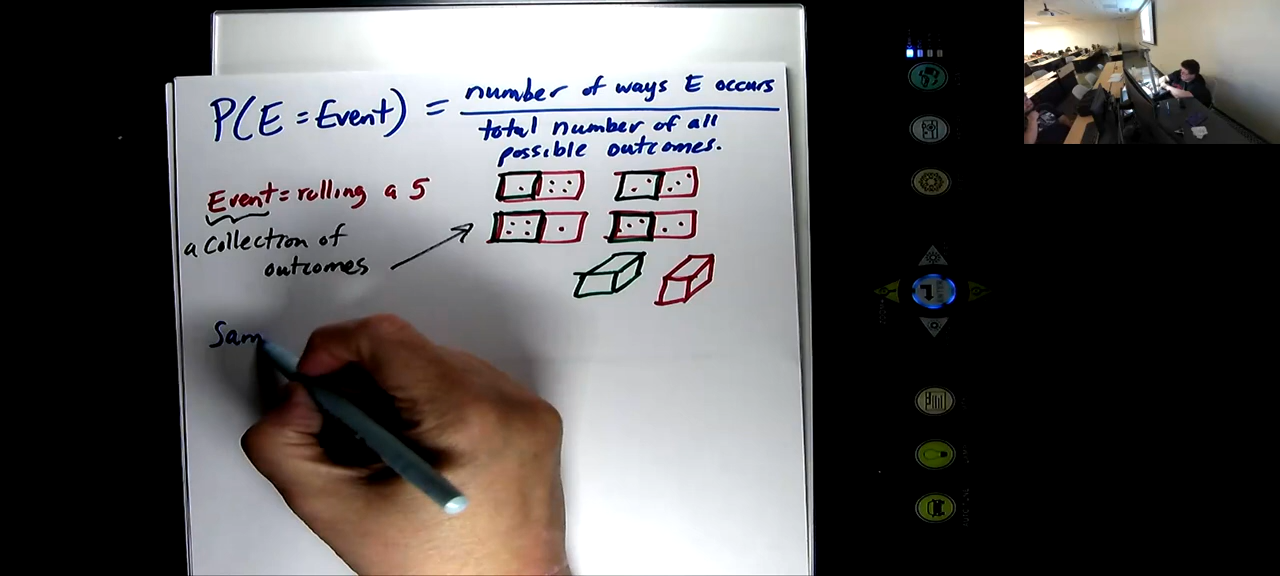 P(E = Event) = number of ways E occurs
total number of all
possible outcomes.
Event = rolling a 5
a collection of
outcomes
Sam